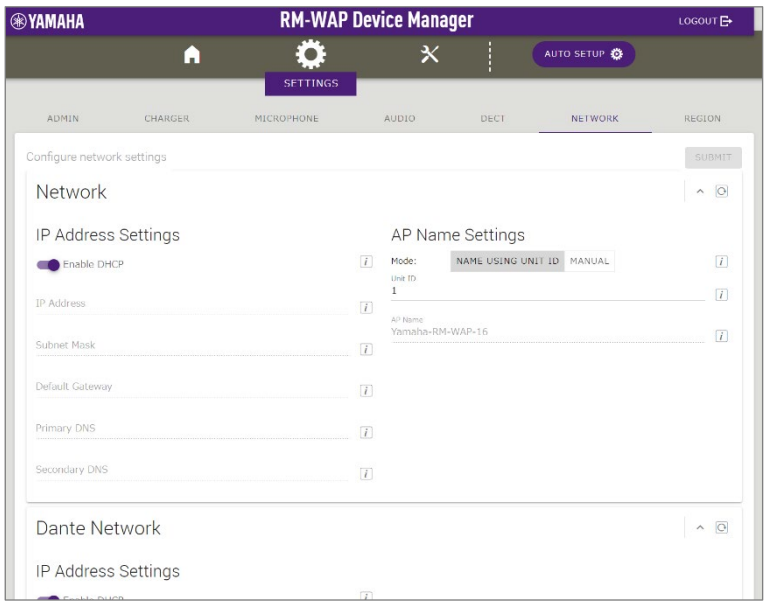 YAMAHA
RM-WAP Device Manager
LOGOUT
AUTO SETUP
SETTINGS
ADMIN CHARGER MICROPHONE AUDIO DECT NETWORK REGION
Configure network settings
SUBMIT
Network
IP Address Settings
Enable DHCP
IP Address
Subnet Mask
Default Gateway
Primary DNS
Secondary DNS
AP Name Settings
Mode: NAME USING UNIT ID MANUAL
Unit ID
1
AP Name
Yamaha-RM-WAP-16
Dante Network
IP Address Settings
Enable DHCP